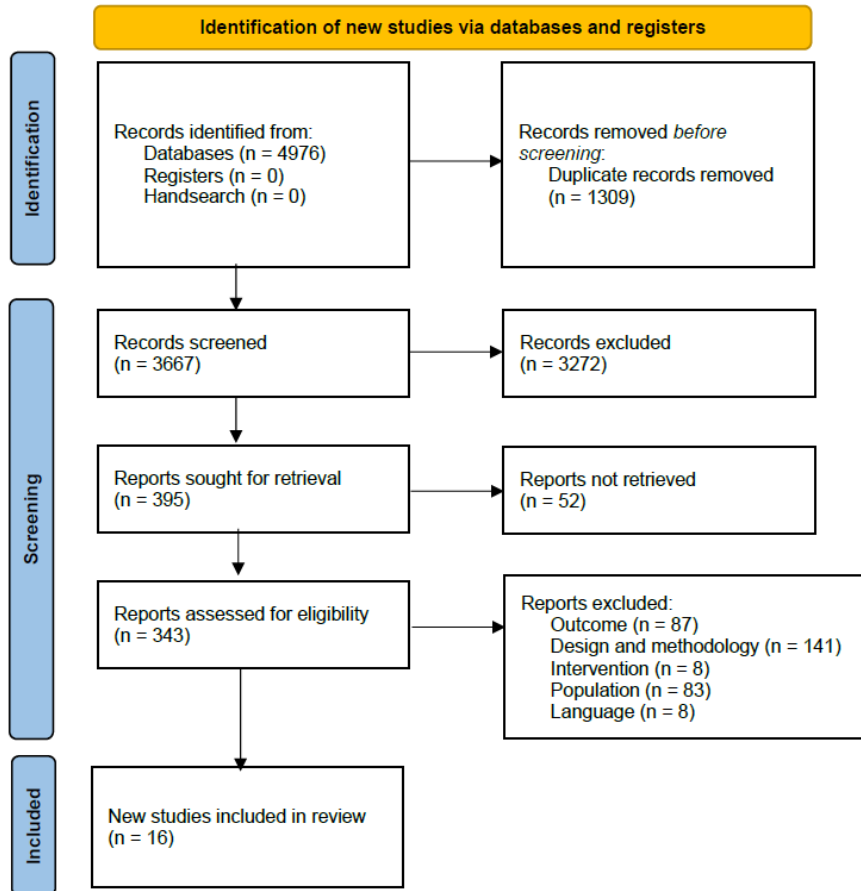 Identification of new studies via databases and registers
Identification
Records identified from:
Databases (n = 4976)
Registers (n = 0)
Handsearch (n = 0)
Records removed before
screening:
Duplicate records removed
(n = 1309)
Screening
Records screened
(n = 3667)
Records excluded
(n = 3272)
Reports sought for retrieval
(n = 395)
Reports not retrieved
(n = 52)
Reports assessed for eligibility
(n = 343)
Reports excluded:
Outcome (n = 87)
Design and methodology (n = 141)
Intervention (n = 8)
Population (n = 83)
Language (n = 8)
Included
New studies included in review
(n = 16)